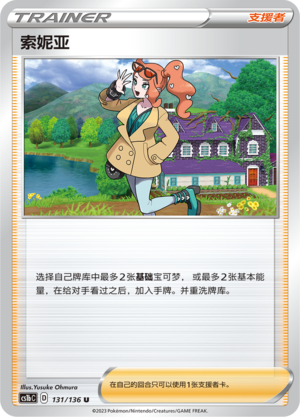 TRAINER 支援者
索妮亚
选择自己牌库中最多2张基础宝可梦，或最多2张基本能
量，在给对手看过之后，加入手牌。并重洗牌库。
Illus.Yusuke Ohmura
CS1b C D 131/136 U
在自己的回合只可以使用1张支援者卡。
©2023 Pokémon/Nintendo/Creatures/GAME FREAK.